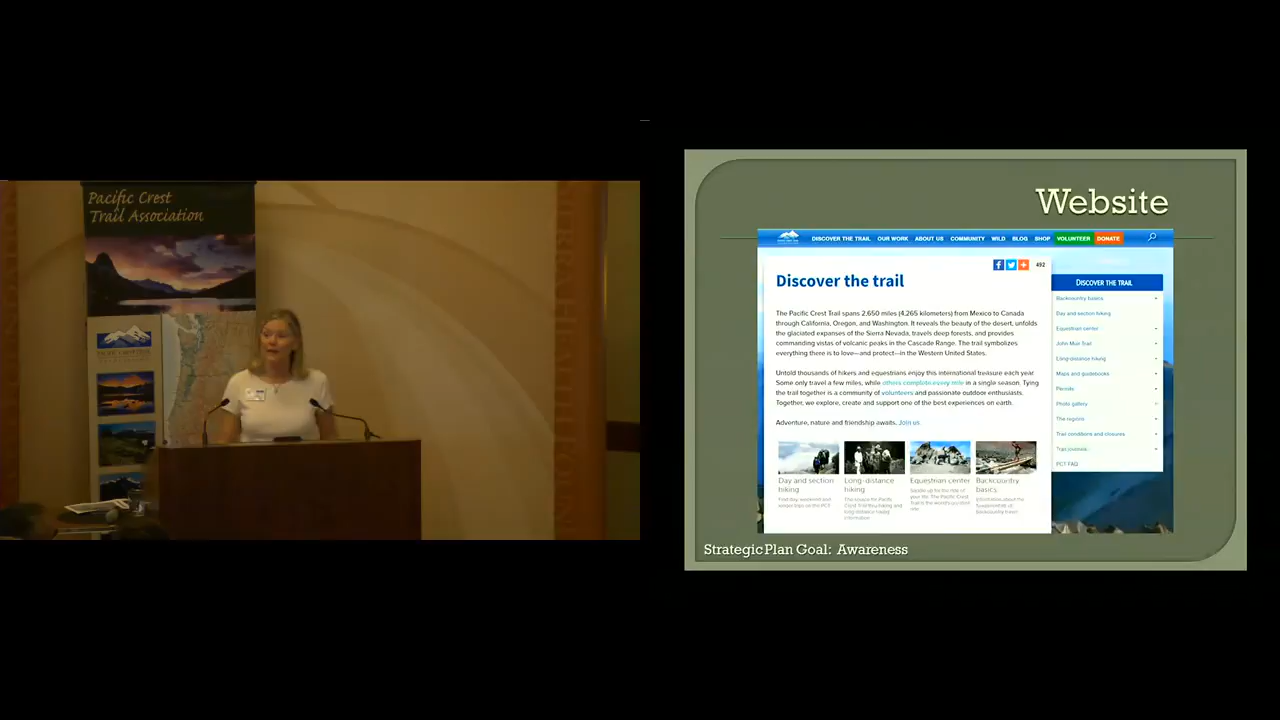 Pacific Crest
Trail Association
Website
DISCOVER THE TRAIL OUR WORK ABOUT US COMMUNITY WILD BLOG SHOP VOLUNTEER DONATE
492
Discover the trail
The Pacific Crest Trail spans 2,650 miles (4,265 kilometers) from Mexico to Canada
through California, Oregon, and Washington. It reveals the beauty of the desert, unfolds
the glaciated expanses of the Sierra Nevada, travels deep forests, and provides
commanding vistas of volcanic peaks in the Cascade Range. The trail symbolizes
everything there is to love—and protect—in the Western United States.
Untold thousands of hikers and equestrians enjoy this international treasure each year.
Some only travel a few miles, while others complete every mile in a single season. Tying
the trail together is a community of volunteers and passionate outdoor enthusiasts.
Together, we explore, create and support one of the best experiences on earth.
Adventure, nature and friendship awaits. Join us.
Day and section
hiking
Long-distance
hiking
Equestrian center
Backcountry
basics
DISCOVER THE TRAIL
Backcountry basics
Day and section hiking
Equestrian center
John Muir Trail
Long-distance hiking
Maps and guidebooks
Permits
Photo gallery
The regions
Trail conditions and closures
PCT FAQ
Strategic Plan Goal: Awareness